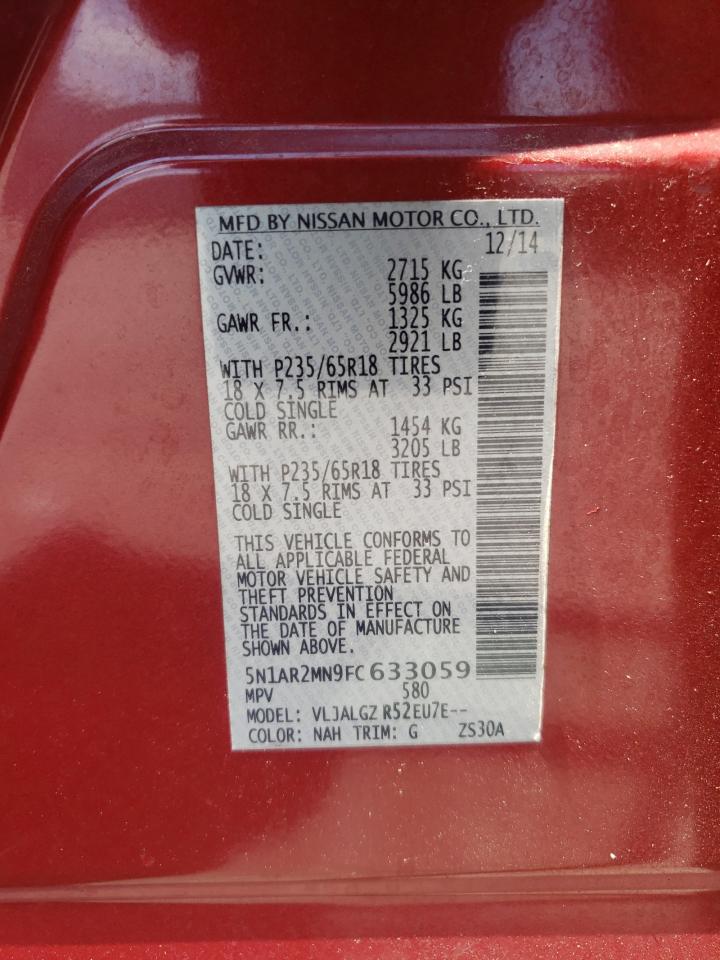 MFD BY NISSAN MOTOR CO., LTD.
DATE: 12/14
GVWR: 2715 KG
5986 LB
GAWR FR.: 1325 KG
2921 LB
WITH P235/65R18 TIRES
18 X 7.5 RIMS AT 33 PSI
COLD SINGLE
GAWR RR.: 1454 KG
3205 LB
WITH P235/65R18 TIRES
18 X 7.5 RIMS AT 33 PSI
COLD SINGLE
THIS VEHICLE CONFORMS TO
ALL APPLICABLE FEDERAL
MOTOR VEHICLE SAFETY AND
THEFT PREVENTION
STANDARDS IN EFFECT ON
THE DATE OF MANUFACTURE
SHOWN ABOVE.
5N1AR2MN9FC633059
MPV 580
MODEL: VLJALGZ R52EU7E--
COLOR: NAH TRIM: G ZS30A